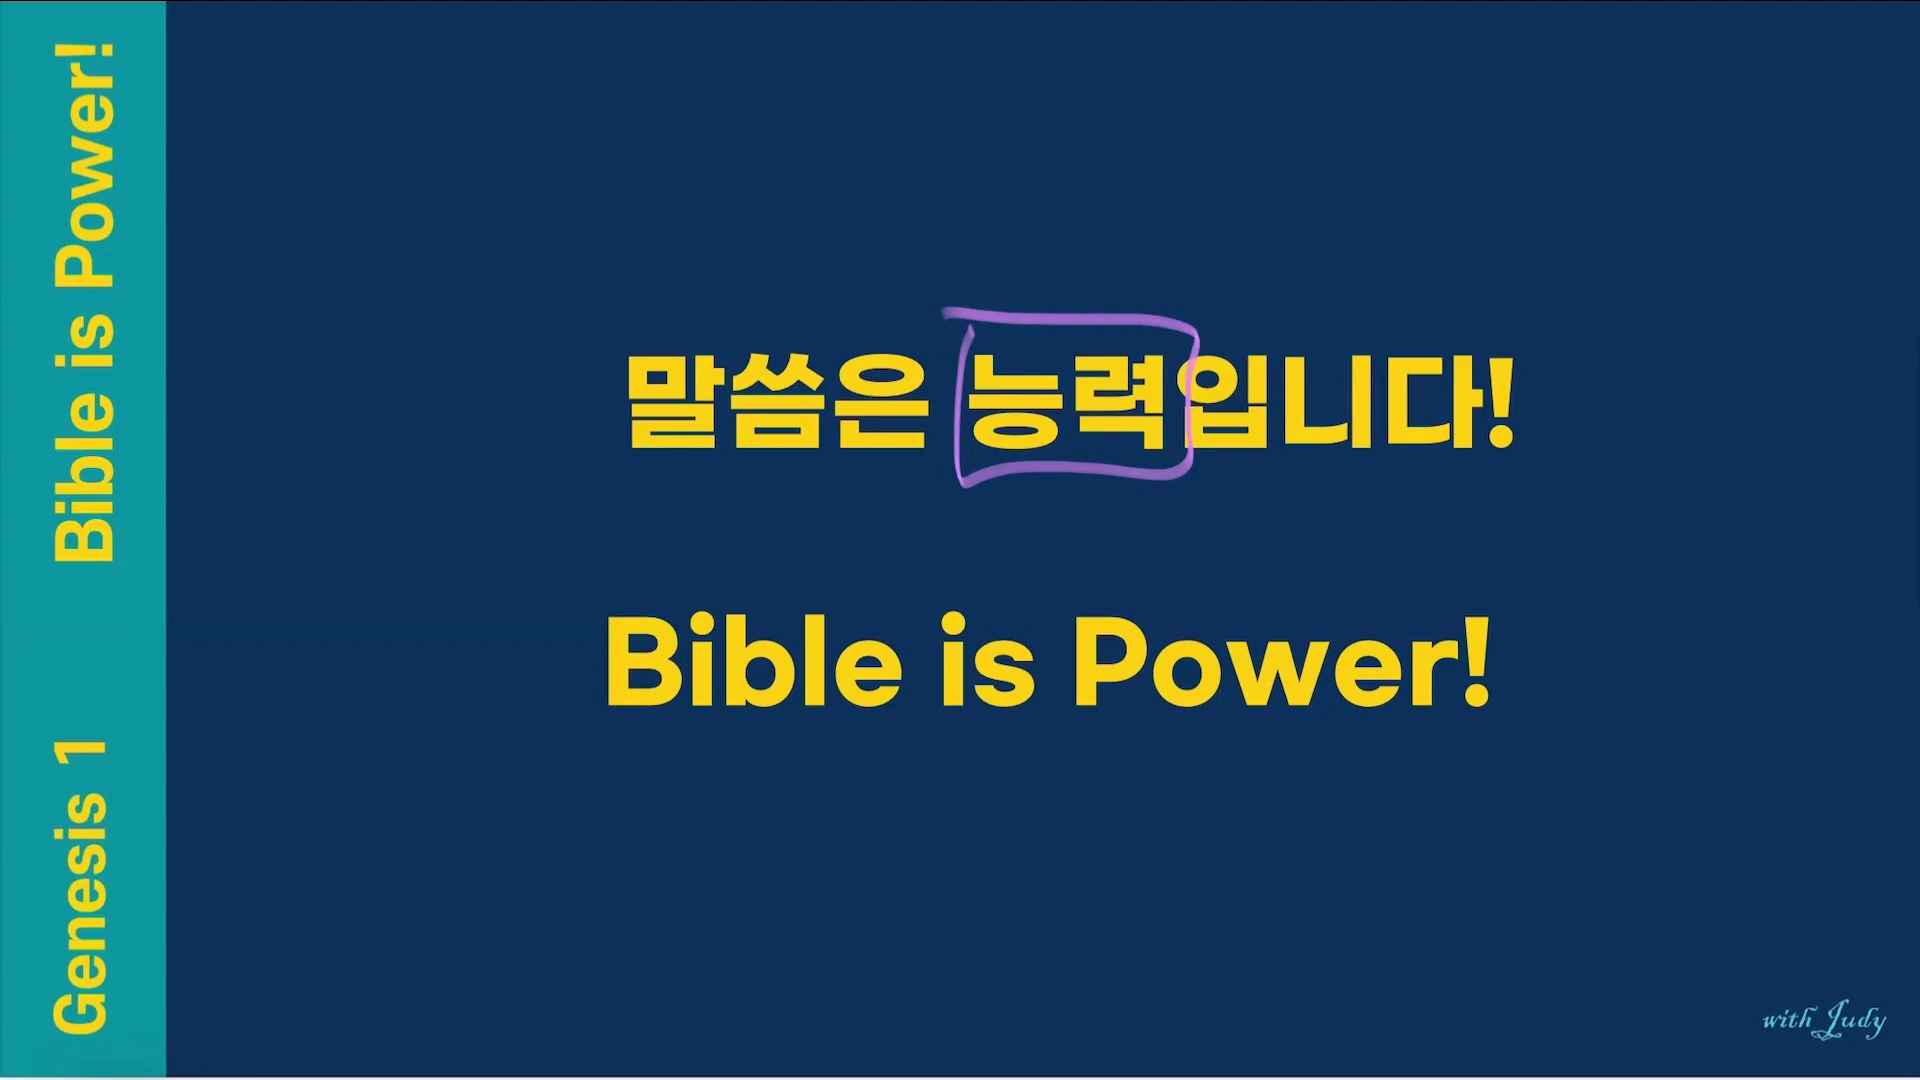 Genesis 1 Bible is Power!
말씀은 능력입니다!
Bible is Power!
with Judy